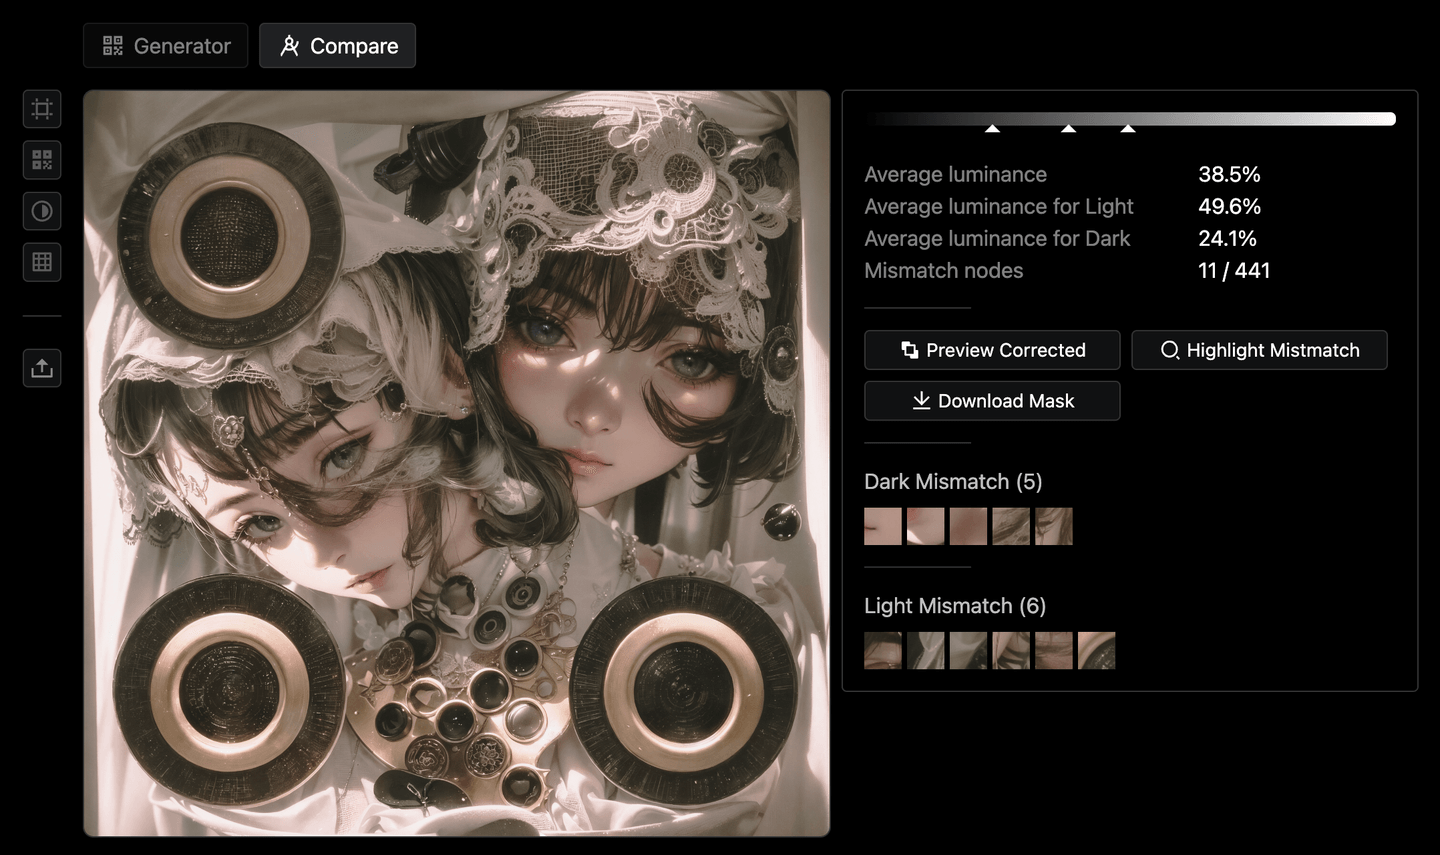 Generator
Compare
Average luminance 38.5%
Average luminance for Light 49.6%
Average luminance for Dark 24.1%
Mismatch nodes 11 / 441
Preview Corrected
Highlight Mistmatch
Download Mask
Dark Mismatch (5)
Light Mismatch (6)